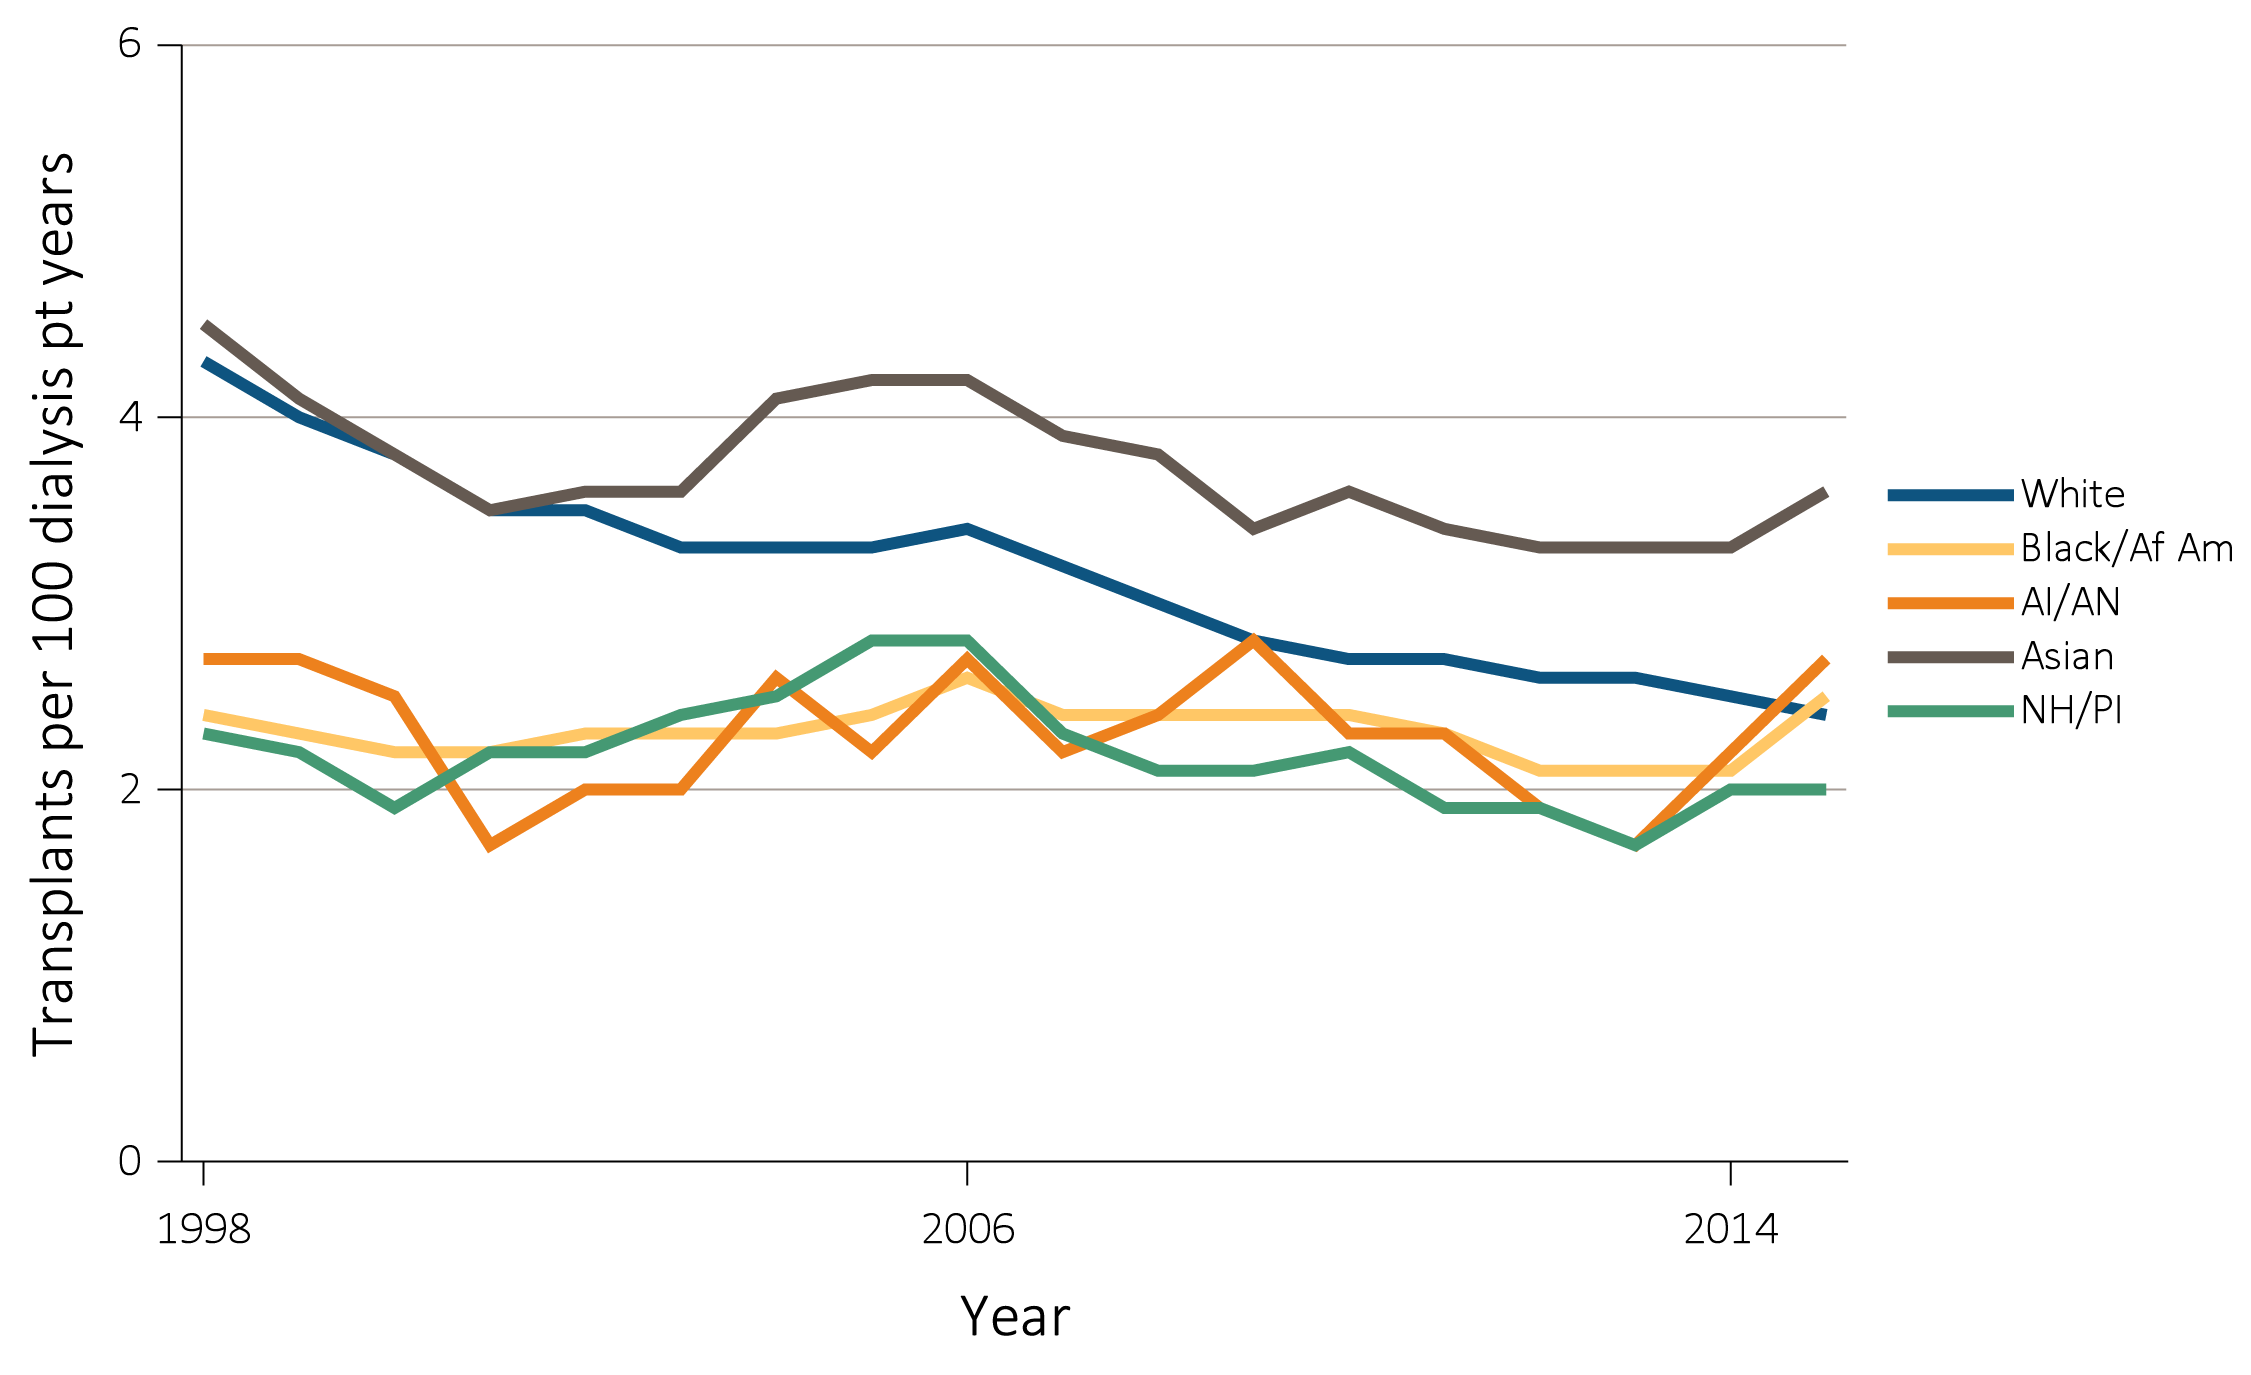 Transplants per 100 dialysis pt years
6
4
2
0
1998
2006
2014
Year
White
Black/Af Am
AI/AN
Asian
NH/PI